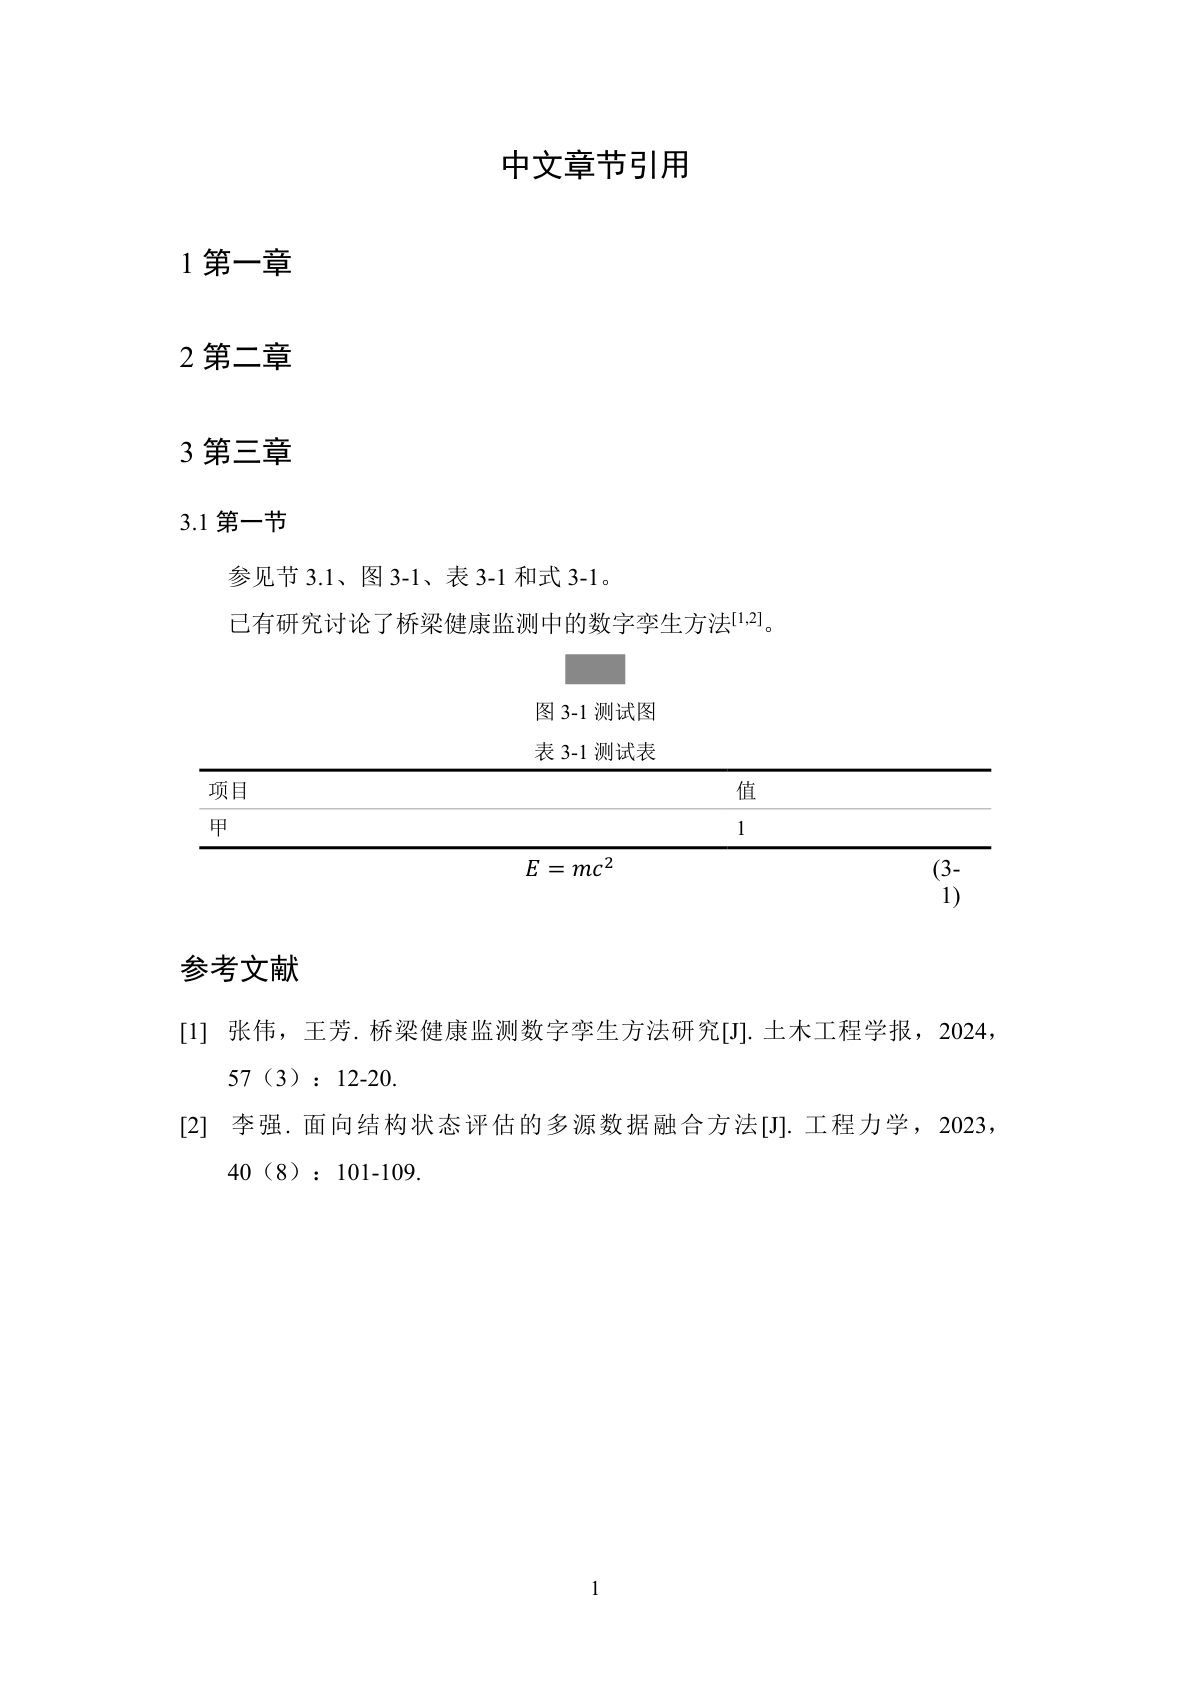 中文章节引用
1 第一章
2 第二章
3 第三章
3.1 第一节
参见节 3.1、图 3-1、表 3-1 和式 3-1。
已有研究讨论了桥梁健康监测中的数字孪生方法[1,2]。
图 3-1 测试图
表 3-1 测试表
项目 值
甲 1
E = mc² (3-
1)
参考文献
[1] 张伟，王芳. 桥梁健康监测数字孪生方法研究[J]. 土木工程学报，2024，
57（3）：12-20.
[2] 李强. 面向结构状态评估的多源数据融合方法[J]. 工程力学，2023，
40（8）：101-109.
1